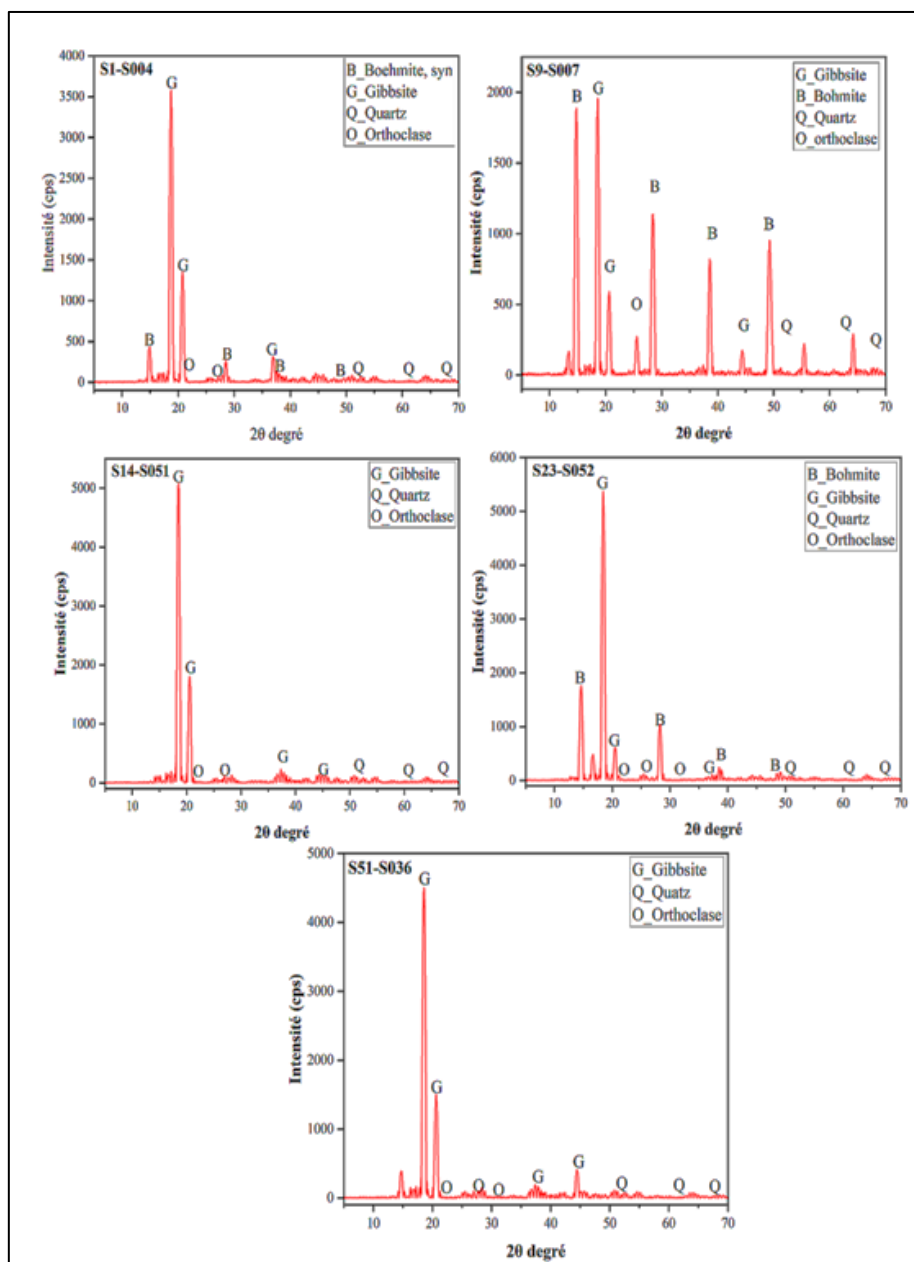 S1-S004
B_Boehmite, syn
G_Gibbsite
Q_Quartz
O_Orthoclase
Intensité (cps)
4000
3500
3000
2500
2000
1500
1000
500
0
G
G
B
O
O
B
G
B
B
Q
Q
Q
10 20 30 40 50 60 70
2θ degré
S9-S007
G_Gibbsite
B_Bohmite
Q_Quartz
O_orthoclase
Intensité (cps)
2000
1500
1000
500
0
B
G
G
O
B
B
G
B
Q
Q
Q
10 20 30 40 50 60 70
2θ degré
S14-S051
G_Gibbsite
Q_Quartz
O_Orthoclase
Intensité (cps)
5000
4000
3000
2000
1000
0
G
G
O
O
G
G
Q
Q
Q
10 20 30 40 50 60 70
2θ degré
S23-S052
B_Bohmite
G_Gibbsite
Q_Quartz
O_Orthoclase
Intensité (cps)
6000
5000
4000
3000
2000
1000
0
B
G
G
O
O
B
O
G
B
B
Q
Q
Q
10 20 30 40 50 60 70
2θ degré
S51-S036
G_Gibbsite
Q_Quatz
O_Orthoclase
Intensité (cps)
5000
4000
3000
2000
1000
0
G
G
O
Q
O
G
G
Q
Q
Q
10 20 30 40 50 60 70
2θ degré